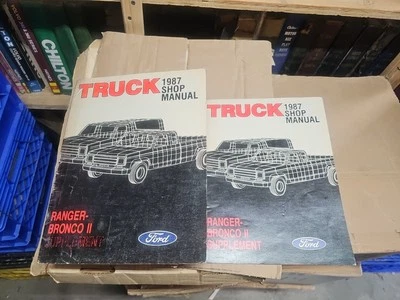 CHILTON
TRUCK 1987
SHOP
MANUAL
RANGER-
BRONCO II
SUPPLEMENT
Ford
TRUCK 1987
SHOP
MANUAL
RANGER-
BRONCO II
SUPPLEMENT
Ford